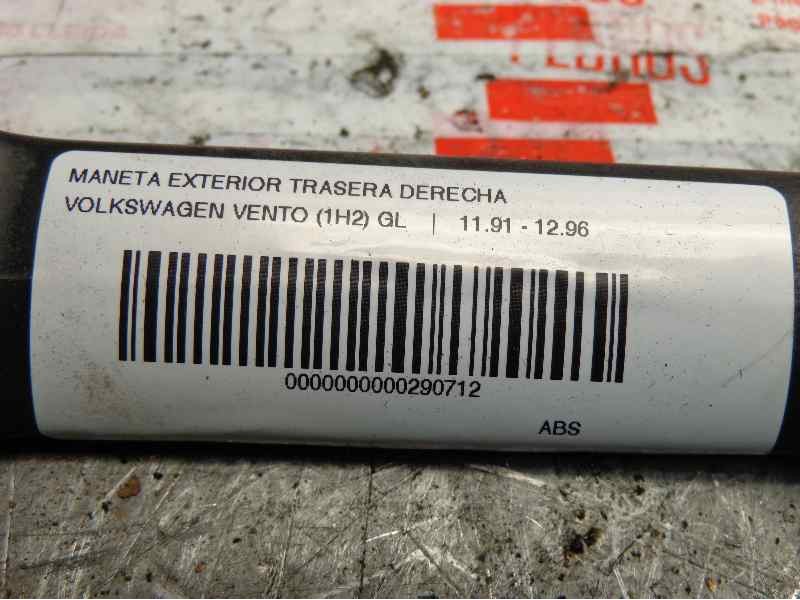 MANETA EXTERIOR TRASERA DERECHA
VOLKSWAGEN VENTO (1H2) GL | 11.91 - 12.96
0000000000290712
ABS